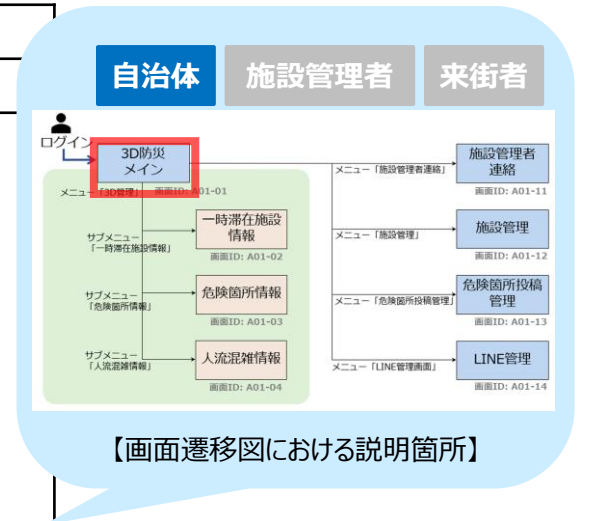 自治体 施設管理者 来街者
ログイン
3D防災
メイン
画面ID: A01-01
メニュー「3D管理」
サブメニュー
「一時滞在施設情報」
一時滞在施設
情報
画面ID: A01-02
サブメニュー
「危険箇所情報」
危険箇所情報
画面ID: A01-03
サブメニュー
「人流混雑情報」
人流混雑情報
画面ID: A01-04
メニュー「施設管理者連絡」
施設管理者
連絡
画面ID: A01-11
メニュー「施設管理」
施設管理
画面ID: A01-12
メニュー「危険箇所投稿管理」
危険箇所投稿
管理
画面ID: A01-13
メニュー「LINE管理画面」
LINE管理
画面ID: A01-14
【画面遷移図における説明箇所】